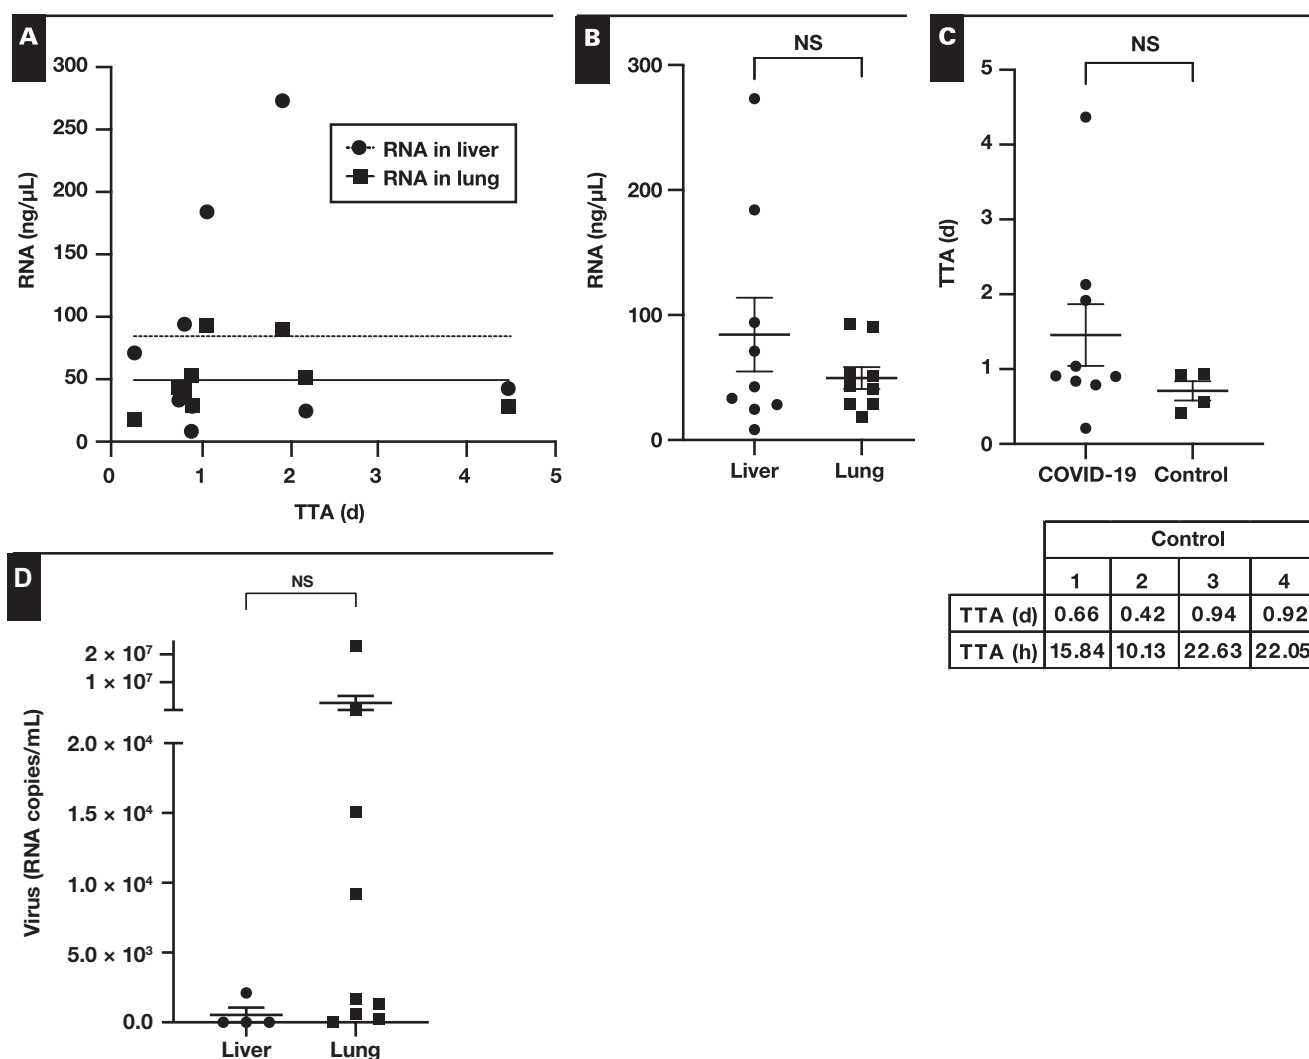 A
300
250
200
150
100
50
0
RNA (ng/μL)
RNA in liver
RNA in lung
0 1 2 3 4 5
TTA (d)
B
NS
300
200
100
0
RNA (ng/μL)
Liver Lung
C
NS
5
4
3
2
1
0
TTA (d)
COVID-19 Control
Control
1 2 3 4
TTA (d) 0.66 0.42 0.94 0.92
TTA (h) 15.84 10.13 22.63 22.05
D
NS
2 × 10⁷
1 × 10⁷
2.0 × 10⁴
1.5 × 10⁴
1.0 × 10⁴
5.0 × 10³
0.0
Virus (RNA copies/mL)
Liver Lung